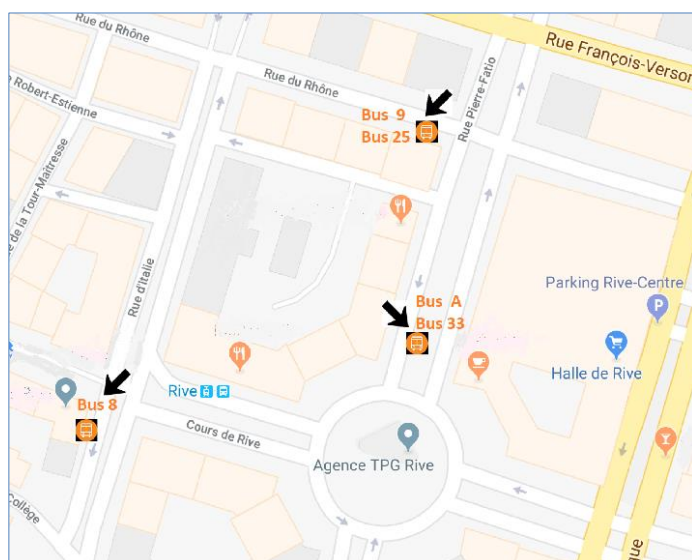 Rue du Rhône
Rue François-Verson
Robert-Estienne
Rue du Rhône
Bus 9
Bus 25
Rue Pierre-Fatio
de la Tour-Maîtresse
Rue d'Italie
Parking Rive-Centre
P
Bus A
Bus 33
Halle de Rive
Rive
Bus 8
Cours de Rive
Agence TPG Rive
Collège
que